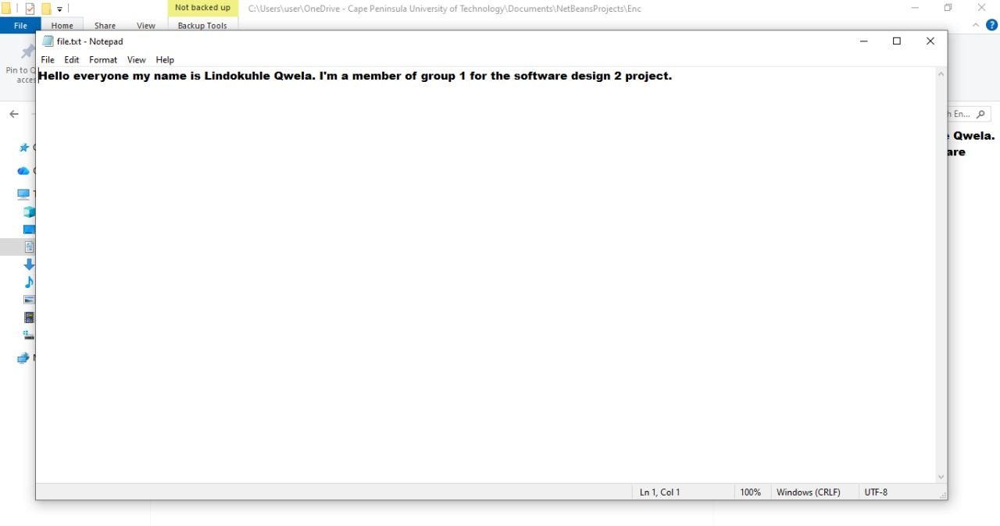 Not backed up
C:\Users\user\OneDrive - Cape Peninsula University of Technology\Documents\NetBeansProjects\Enc
File Home Share View Backup Tools
file.txt - Notepad
File Edit Format View Help
Pin to
Hello everyone my name is Lindokuhle Qwela. I'm a member of group 1 for the software design 2 project.
En...
Qwela.
Ln 1, Col 1 100% Windows (CRLF) UTF-8